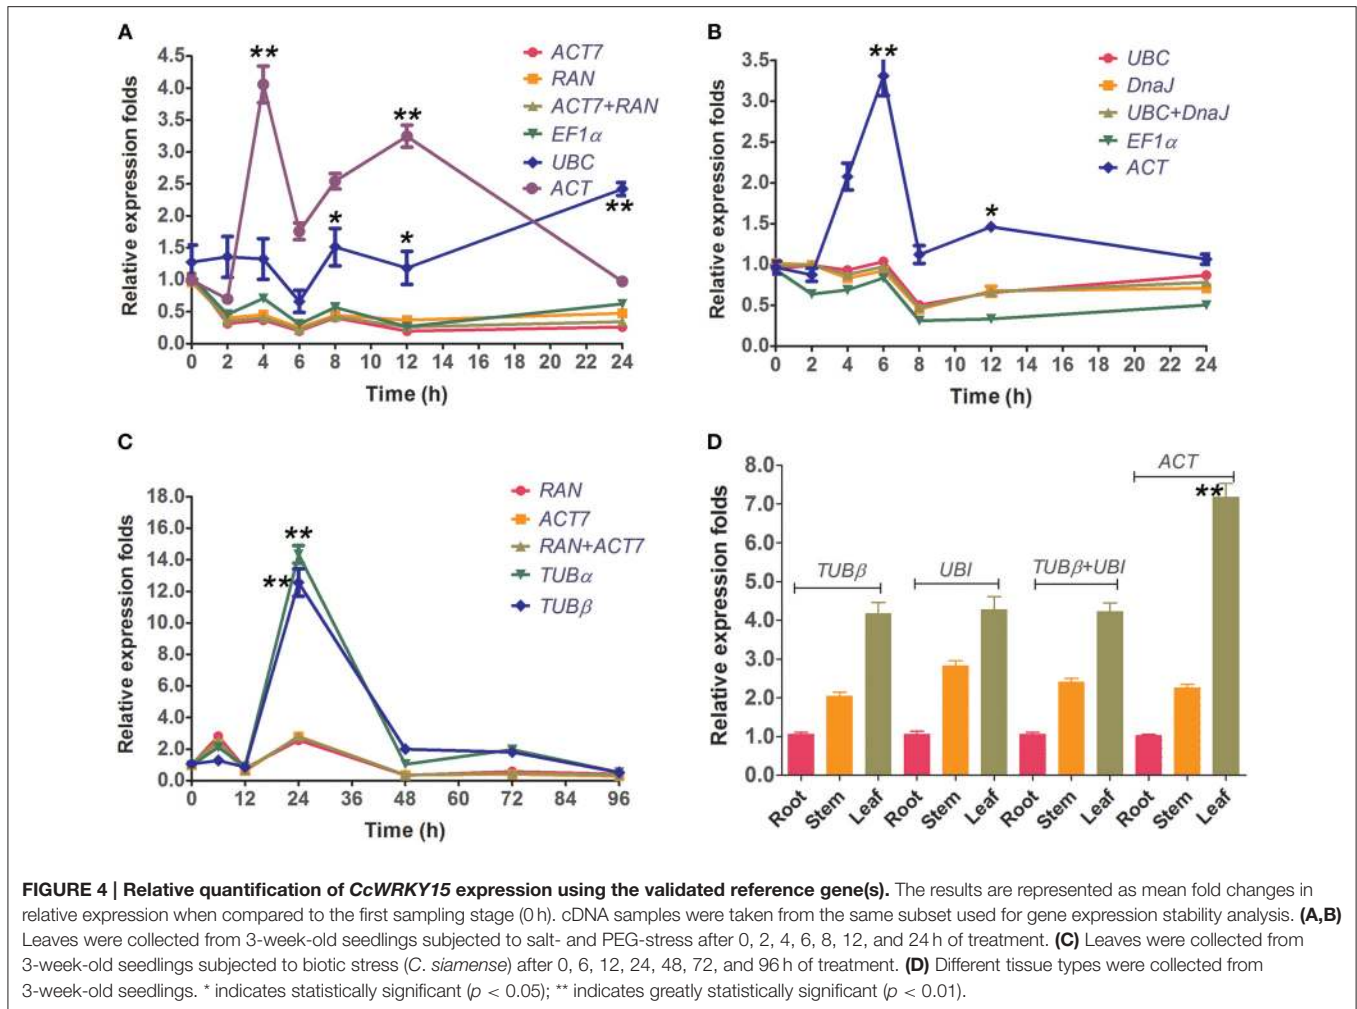 A
Relative expression folds
4.5
4.0
3.5
3.0
2.5
2.0
1.5
1.0
0.5
0.0
**
**
*
*
**
ACT7
RAN
ACT7+RAN
EF1α
UBC
ACT
0 2 4 6 8 10 12 14 16 18 20 22 24
Time (h)
B
Relative expression folds
3.5
3.0
2.5
2.0
1.5
1.0
0.5
0.0
**
*
UBC
DnaJ
UBC+DnaJ
EF1α
ACT
0 2 4 6 8 10 12 14 16 18 20 22 24
Time (h)
C
Relative expression folds
18.0
16.0
14.0
12.0
10.0
8.0
6.0
4.0
2.0
0.0
**
**
RAN
ACT7
RAN+ACT7
TUBα
TUBβ
0 12 24 36 48 60 72 84 96
Time (h)
D
Relative expression folds
8.0
7.0
6.0
5.0
4.0
3.0
2.0
1.0
0.0
TUBβ
UBI
TUBβ+UBI
ACT
**
Root Stem Leaf Root Stem Leaf Root Stem Leaf Root Stem Leaf
FIGURE 4 | Relative quantification of CcWRKY15 expression using the validated reference gene(s). The results are represented as mean fold changes in
relative expression when compared to the first sampling stage (0 h). cDNA samples were taken from the same subset used for gene expression stability analysis. (A,B)
Leaves were collected from 3-week-old seedlings subjected to salt- and PEG-stress after 0, 2, 4, 6, 8, 12, and 24 h of treatment. (C) Leaves were collected from
3-week-old seedlings subjected to biotic stress (C. siamense) after 0, 6, 12, 24, 48, 72, and 96 h of treatment. (D) Different tissue types were collected from
3-week-old seedlings. * indicates statistically significant (p < 0.05); ** indicates greatly statistically significant (p < 0.01).